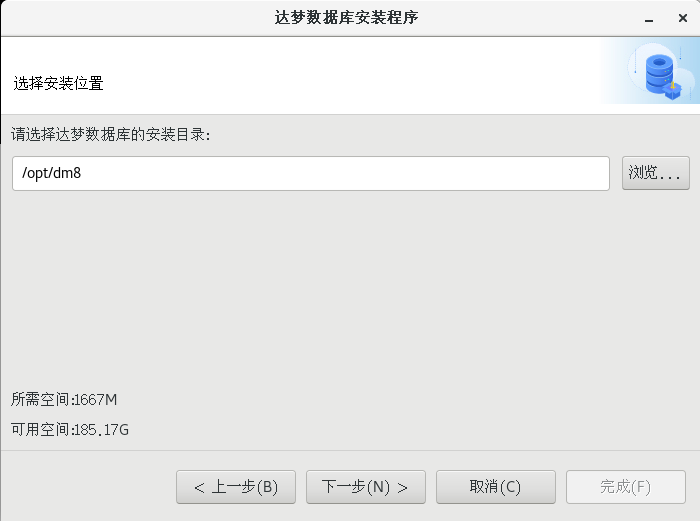 达梦数据库安装程序
选择安装位置
请选择达梦数据库的安装目录:
/opt/dm8
浏览...
所需空间:1667M
可用空间:185.17G
< 上一步(B)
下一步(N) >
取消(C)
完成(F)